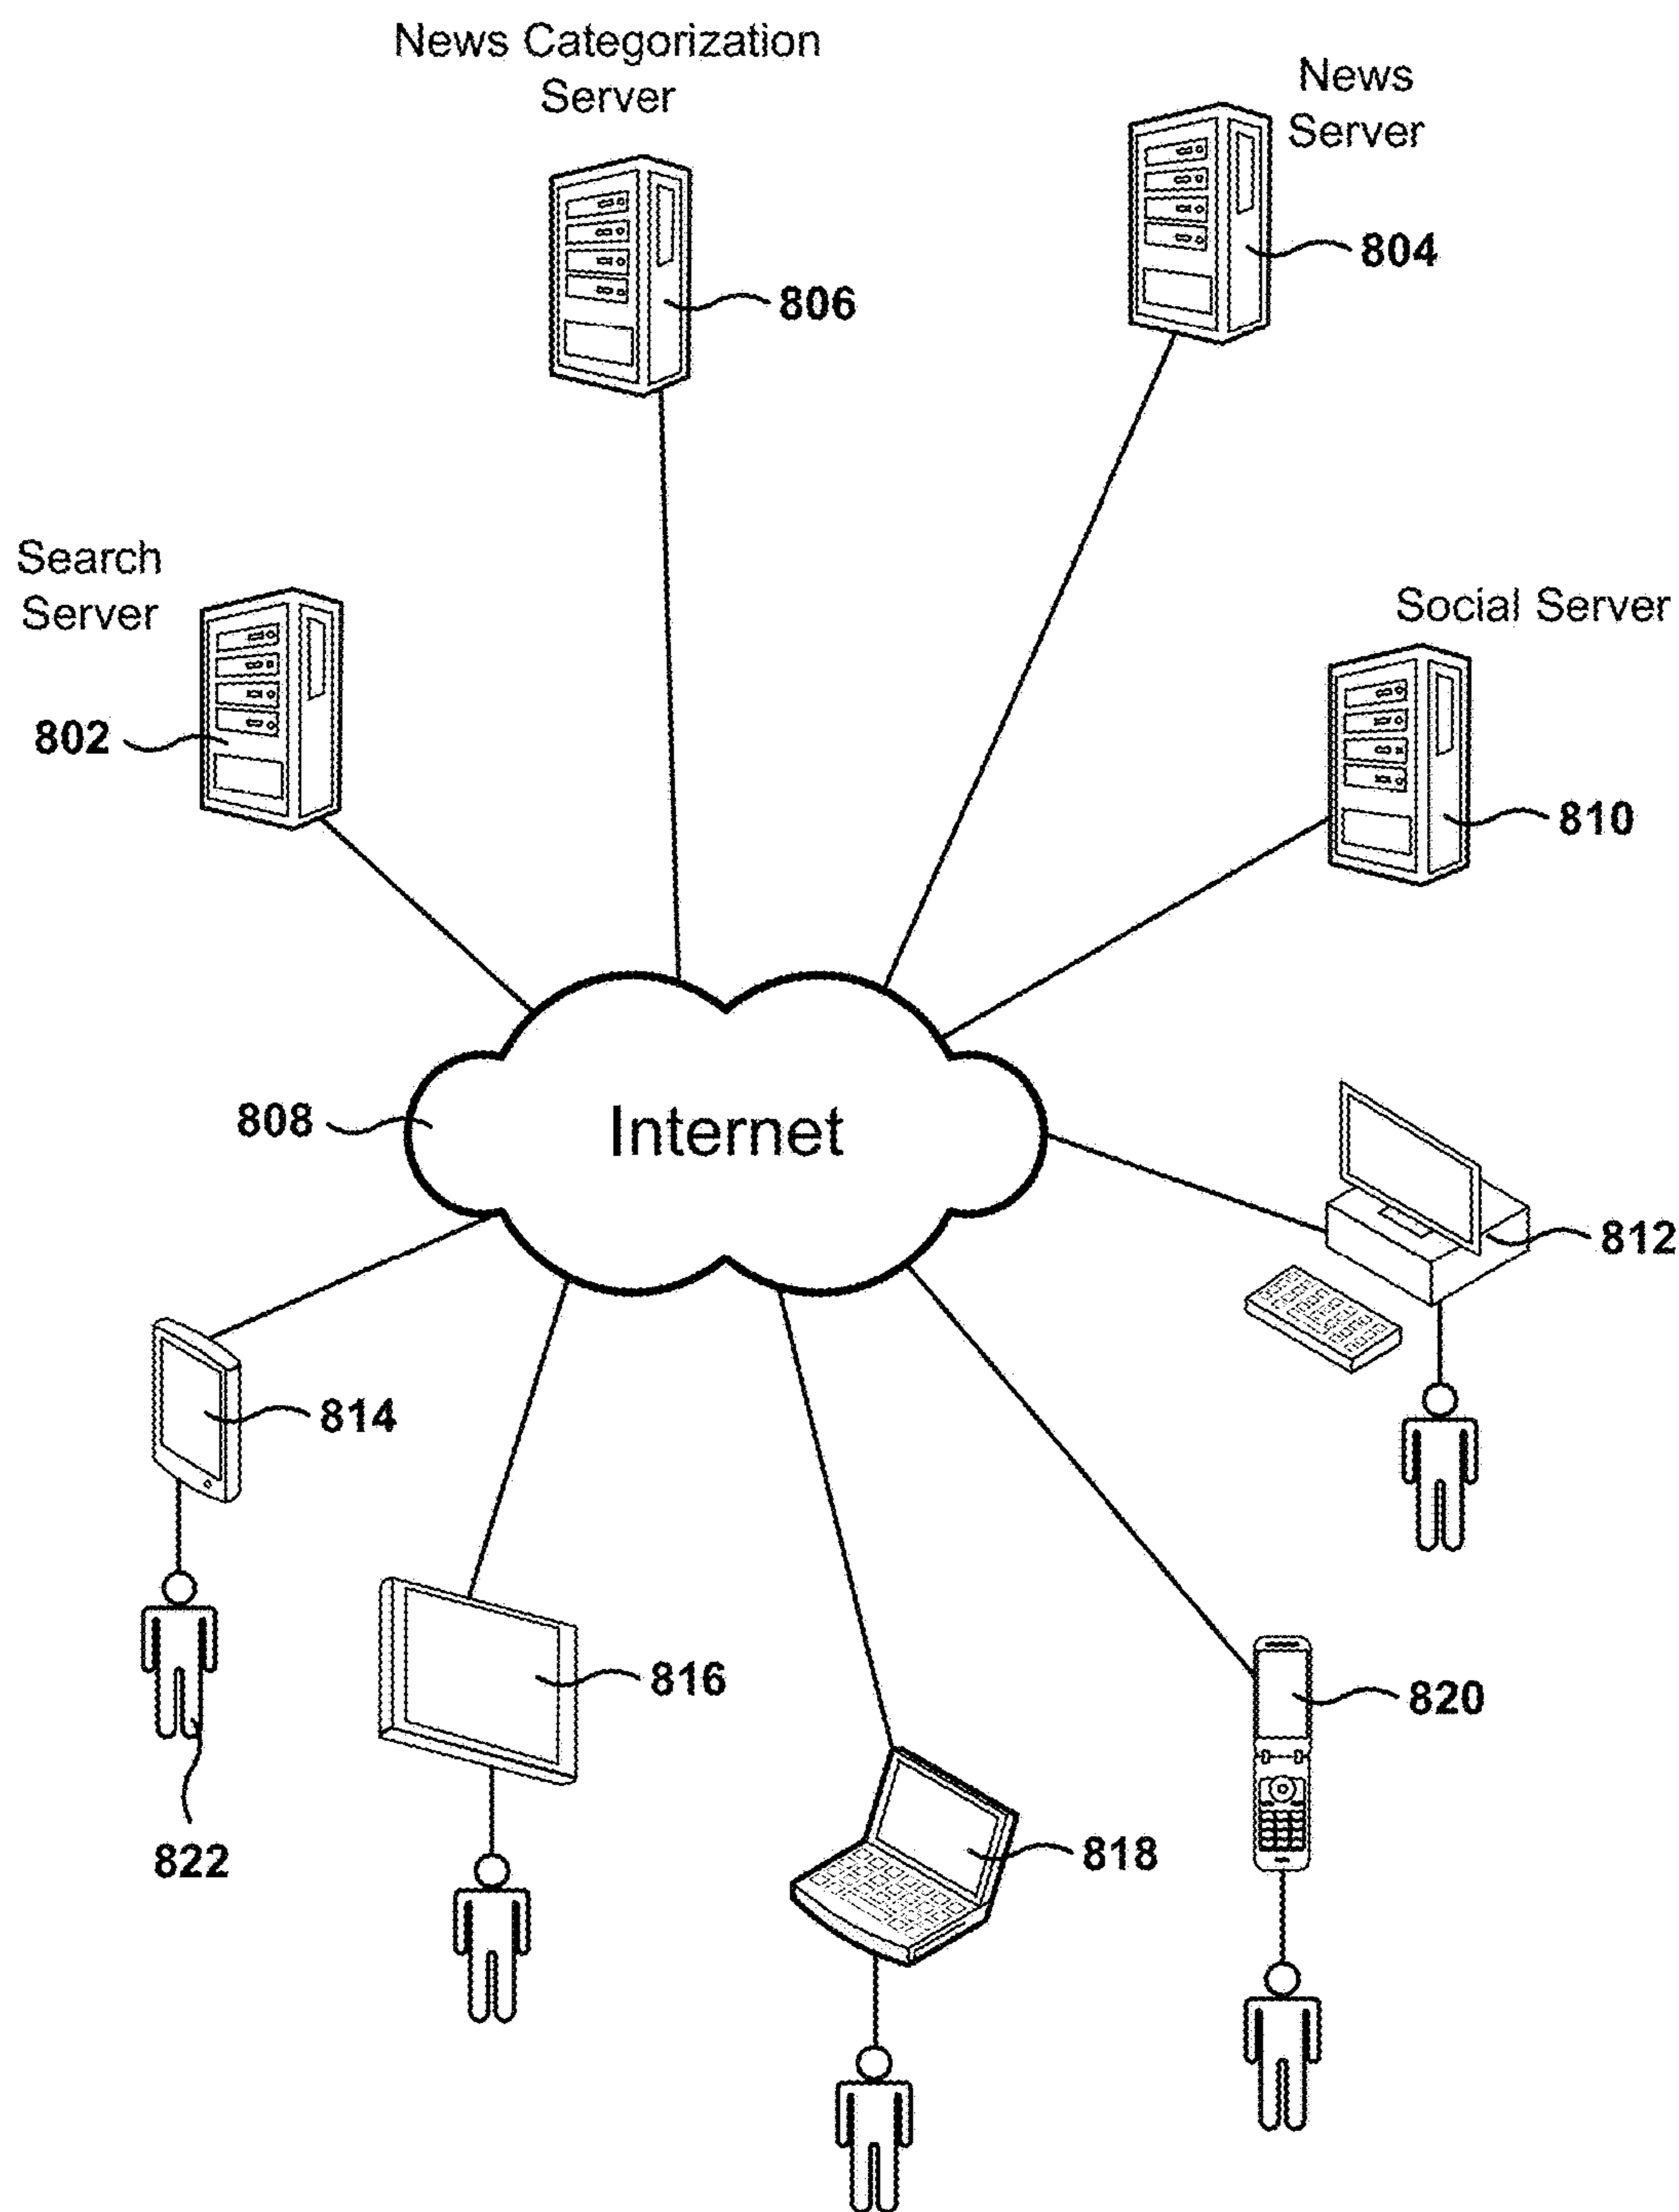 News Categorization
Server
News
Server
804
806
Search
Server
Social Server
802
810
808
Internet
812
814
816
820
818
822